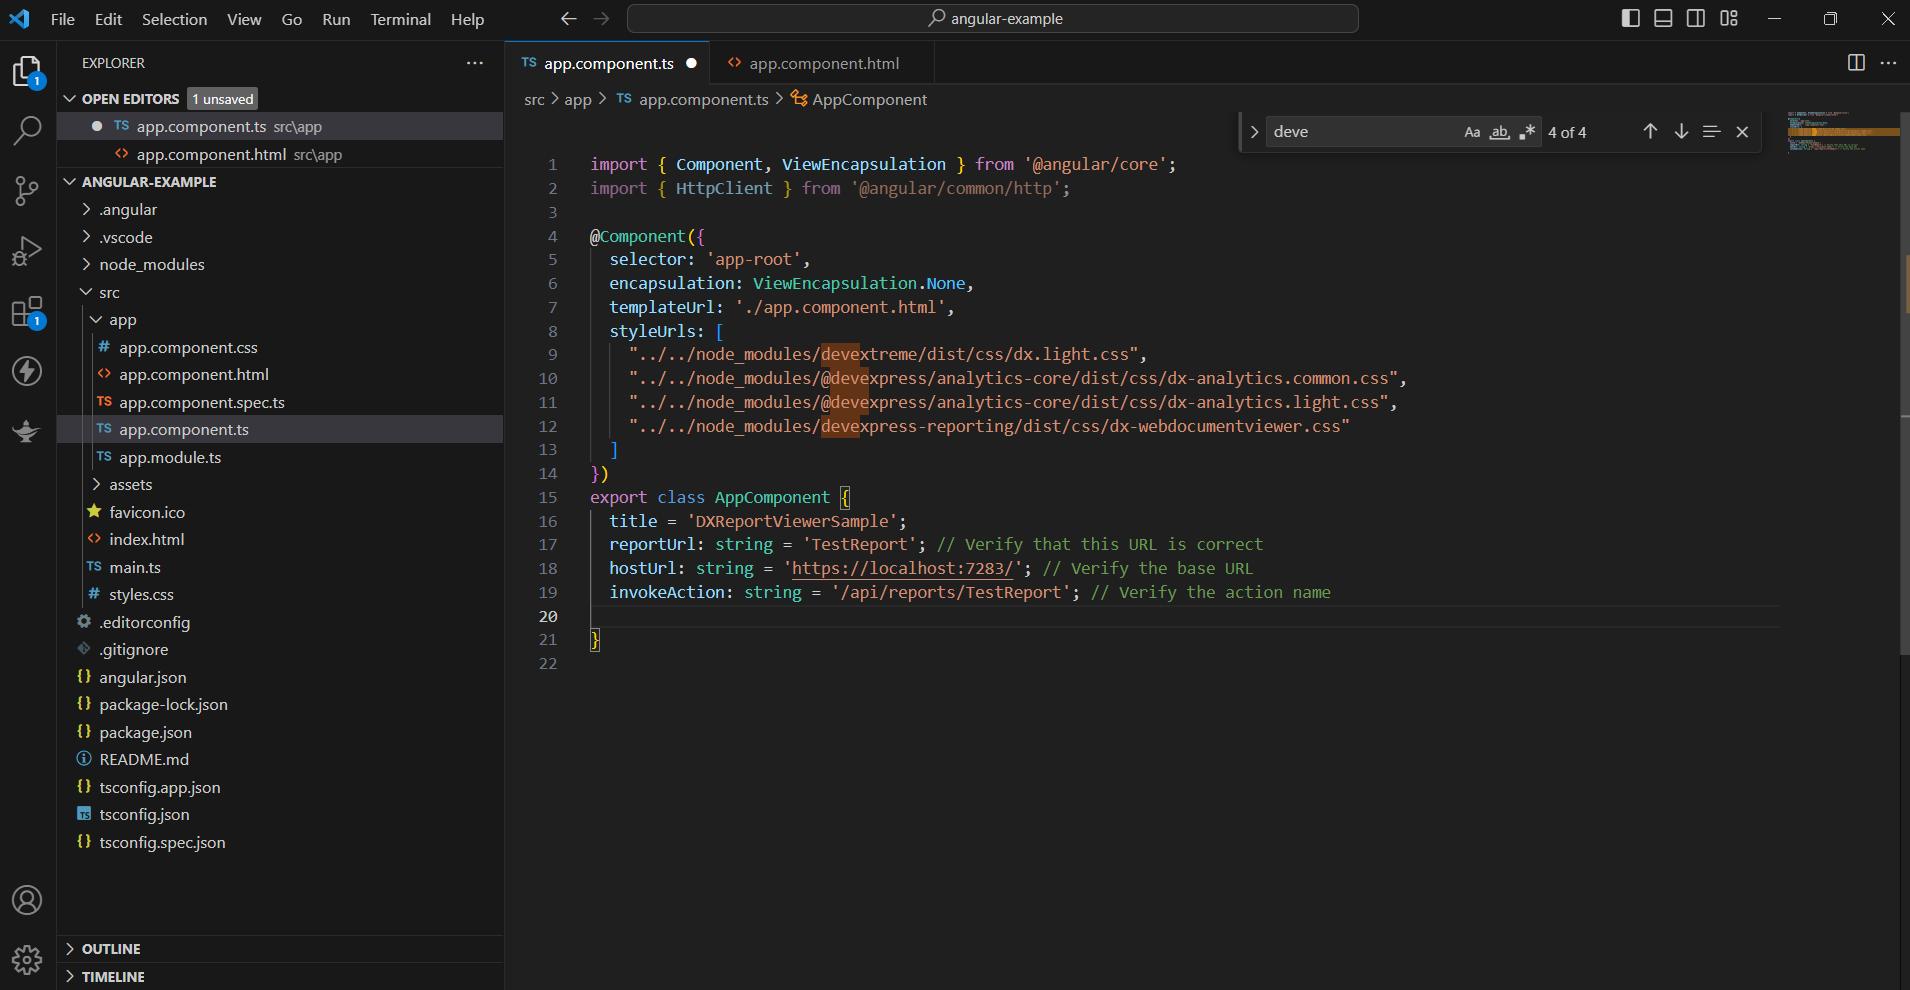 File Edit Selection View Go Run Terminal Help
angular-example
EXPLORER
OPEN EDITORS 1 unsaved
TS app.component.ts src\app
<> app.component.html src\app
ANGULAR-EXAMPLE
.angular
.vscode
node_modules
src
app
# app.component.css
<> app.component.html
TS app.component.spec.ts
TS app.component.ts
TS app.module.ts
assets
favicon.ico
<> index.html
TS main.ts
# styles.css
.editorconfig
.gitignore
{} angular.json
{} package-lock.json
{} package.json
README.md
{} tsconfig.app.json
TS tsconfig.json
{} tsconfig.spec.json
OUTLINE
TIMELINE
1
1
TS app.component.ts
<> app.component.html
src > app > TS app.component.ts > AppComponent
deve Aa ab .* 4 of 4
1 import { Component, ViewEncapsulation } from '@angular/core';
2 import { HttpClient } from '@angular/common/http';
3
4 @Component({
5 selector: 'app-root',
6 encapsulation: ViewEncapsulation.None,
7 templateUrl: './app.component.html',
8 styleUrls: [
9 "../../node_modules/devextreme/dist/css/dx.light.css",
10 "../../node_modules/@devexpress/analytics-core/dist/css/dx-analytics.common.css",
11 "../../node_modules/@devexpress/analytics-core/dist/css/dx-analytics.light.css",
12 "../../node_modules/devexpress-reporting/dist/css/dx-webdocumentviewer.css"
13 ]
14 })
15 export class AppComponent {
16 title = 'DXReportViewerSample';
17 reportUrl: string = 'TestReport'; // Verify that this URL is correct
18 hostUrl: string = 'https://localhost:7283/'; // Verify the base URL
19 invokeAction: string = '/api/reports/TestReport'; // Verify the action name
20
21 }
22